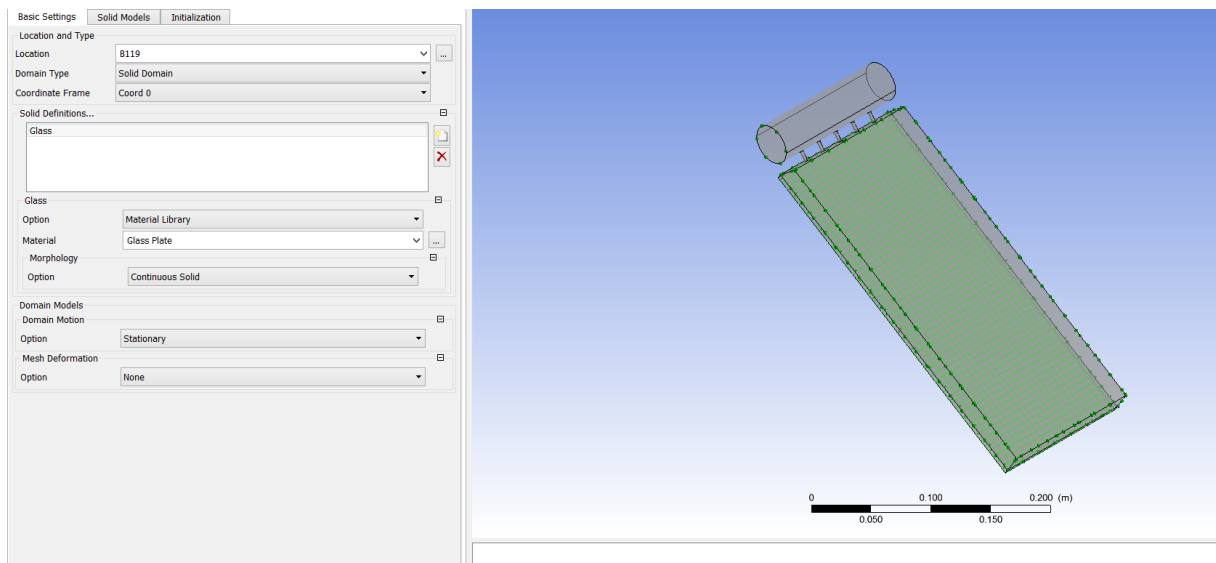 Basic Settings Solid Models Initialization
Location and Type
Location B119 ...
Domain Type Solid Domain
Coordinate Frame Coord 0
Solid Definitions...
Glass
Glass
Option Material Library
Material Glass Plate ...
Morphology
Option Continuous Solid
Domain Models
Domain Motion
Option Stationary
Mesh Deformation
Option None
0 0.100 0.200 (m)
0.050 0.150